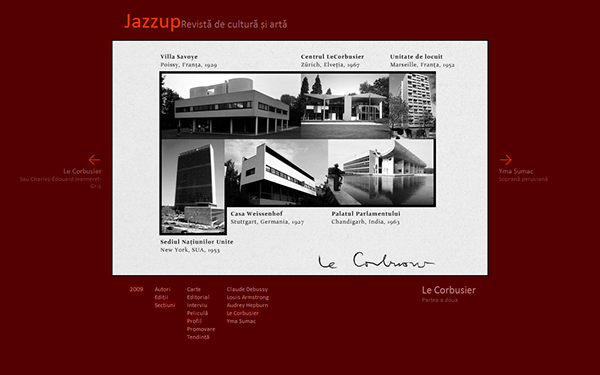 Jazzup Revistă de cultură și artă
Villa Savoye
Poissy, Franța, 1929
Centrul LeCorbusier
Zürich, Elveția, 1967
Unitate de locuit
Marseille, Franța, 1952
Le Corbusier
Sau Charles-Édouard Jeanneret-
Gris
Yma Sumac
Soprană peruviană
Casa Weissenhof
Stuttgart, Germania, 1927
Palatul Parlamentului
Chandigarh, India, 1963
Sediul Națiunilor Unite
New York, SUA, 1953
Le Corbusier
2009
Autori
Ediții
Secțiuni
Carte
Editorial
Interviu
Peliculă
Profil
Promovare
Tendință
Claude Debussy
Louis Armstrong
Audrey Hepburn
Le Corbusier
Yma Sumac
Le Corbusier
Partea a doua